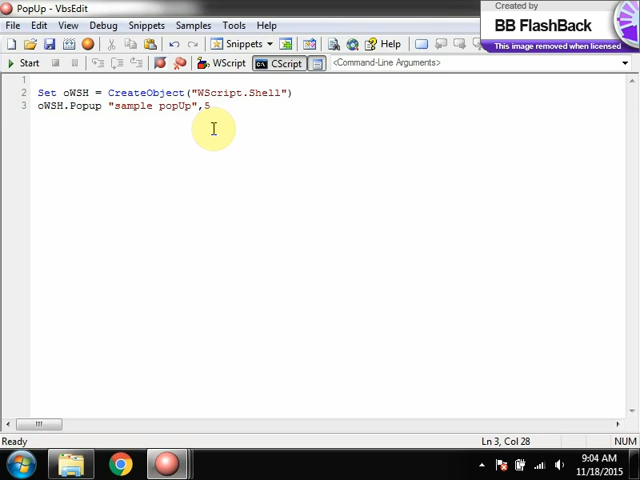 PopUp - VbsEdit
Created by
BB FlashBack
This image removed when licensed
File Edit View Debug Snippets Samples Tools Help
Snippets Help
Start WScript CScript <Command-Line Arguments>
1
2 Set oWSH = CreateObject("WScript.Shell")
3 oWSH.Popup "sample popUp",5
Ready Ln 3, Col 28 NUM
9:04 AM
11/18/2015